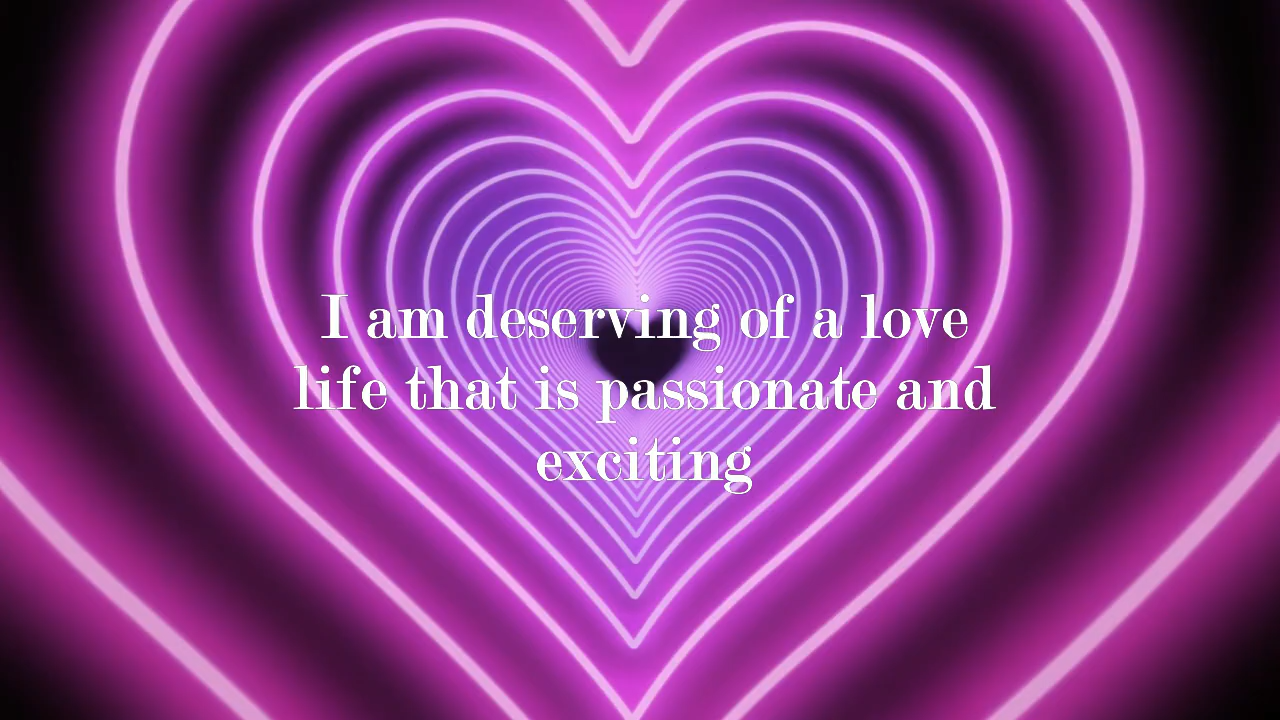 I am deserving of a love
life that is passionate and
exciting